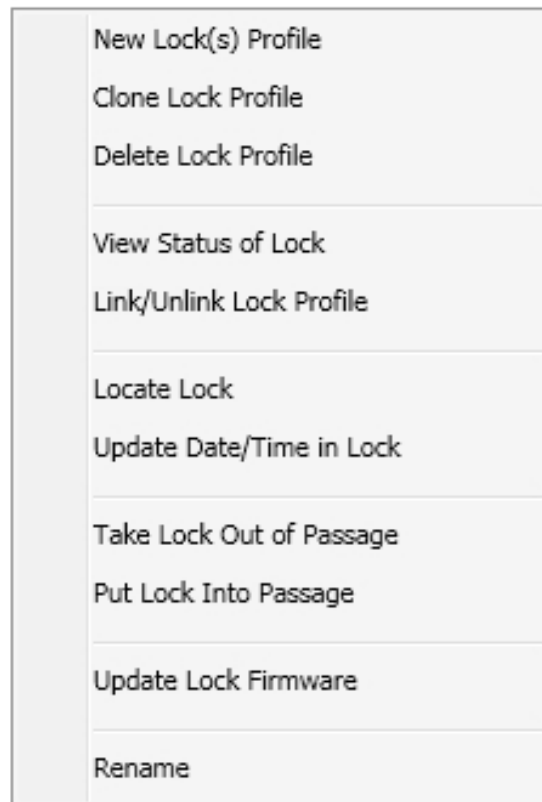 New Lock(s) Profile
Clone Lock Profile
Delete Lock Profile
View Status of Lock
Link/Unlink Lock Profile
Locate Lock
Update Date/Time in Lock
Take Lock Out of Passage
Put Lock Into Passage
Update Lock Firmware
Rename